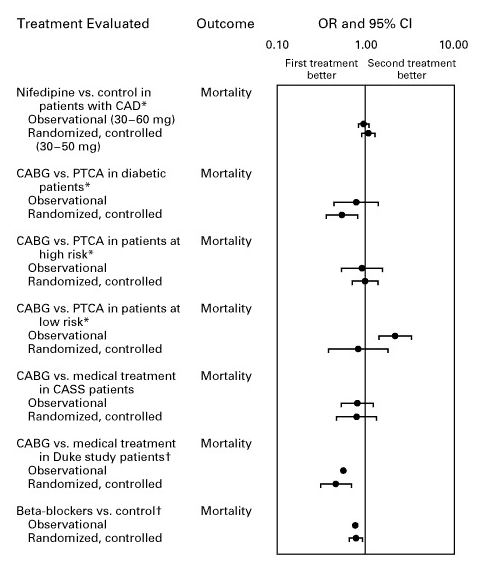 Treatment Evaluated Outcome OR and 95% CI
0.10 1.00 10.00
First treatment Second treatment
better better
Nifedipine vs. control in Mortality
patients with CAD*
Observational (30–60 mg)
Randomized, controlled
(30–50 mg)
CABG vs. PTCA in diabetic Mortality
patients*
Observational
Randomized, controlled
CABG vs. PTCA in patients at Mortality
high risk*
Observational
Randomized, controlled
CABG vs. PTCA in patients at Mortality
low risk*
Observational
Randomized, controlled
CABG vs. medical treatment Mortality
in CASS patients
Observational
Randomized, controlled
CABG vs. medical treatment Mortality
in Duke study patients†
Observational
Randomized, controlled
Beta-blockers vs. control† Mortality
Observational
Randomized, controlled